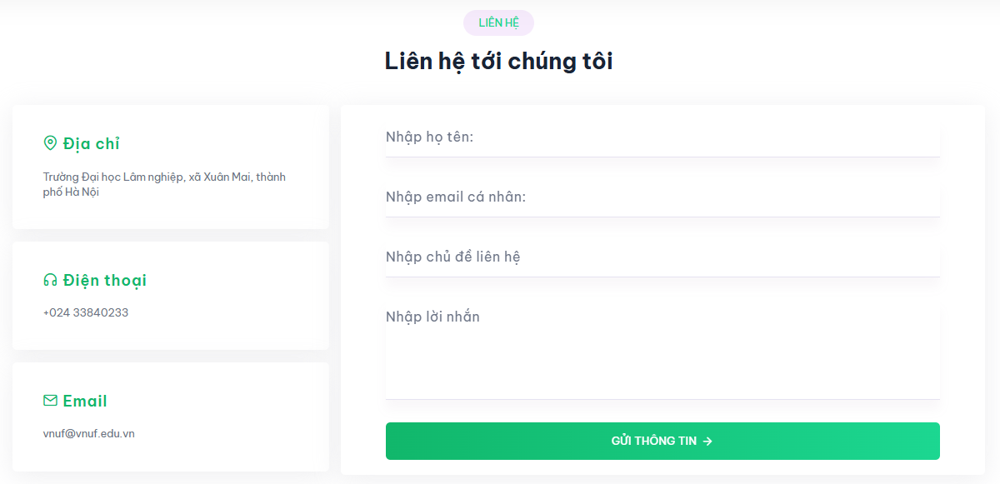 LIÊN HỆ
Liên hệ tới chúng tôi
Địa chỉ
Trường Đại học Lâm nghiệp, xã Xuân Mai, thành
phố Hà Nội
Điện thoại
+024 33840233
Email
vnuf@vnuf.edu.vn
Nhập họ tên:
Nhập email cá nhân:
Nhập chủ đề liên hệ
Nhập lời nhắn
GỬI THÔNG TIN →